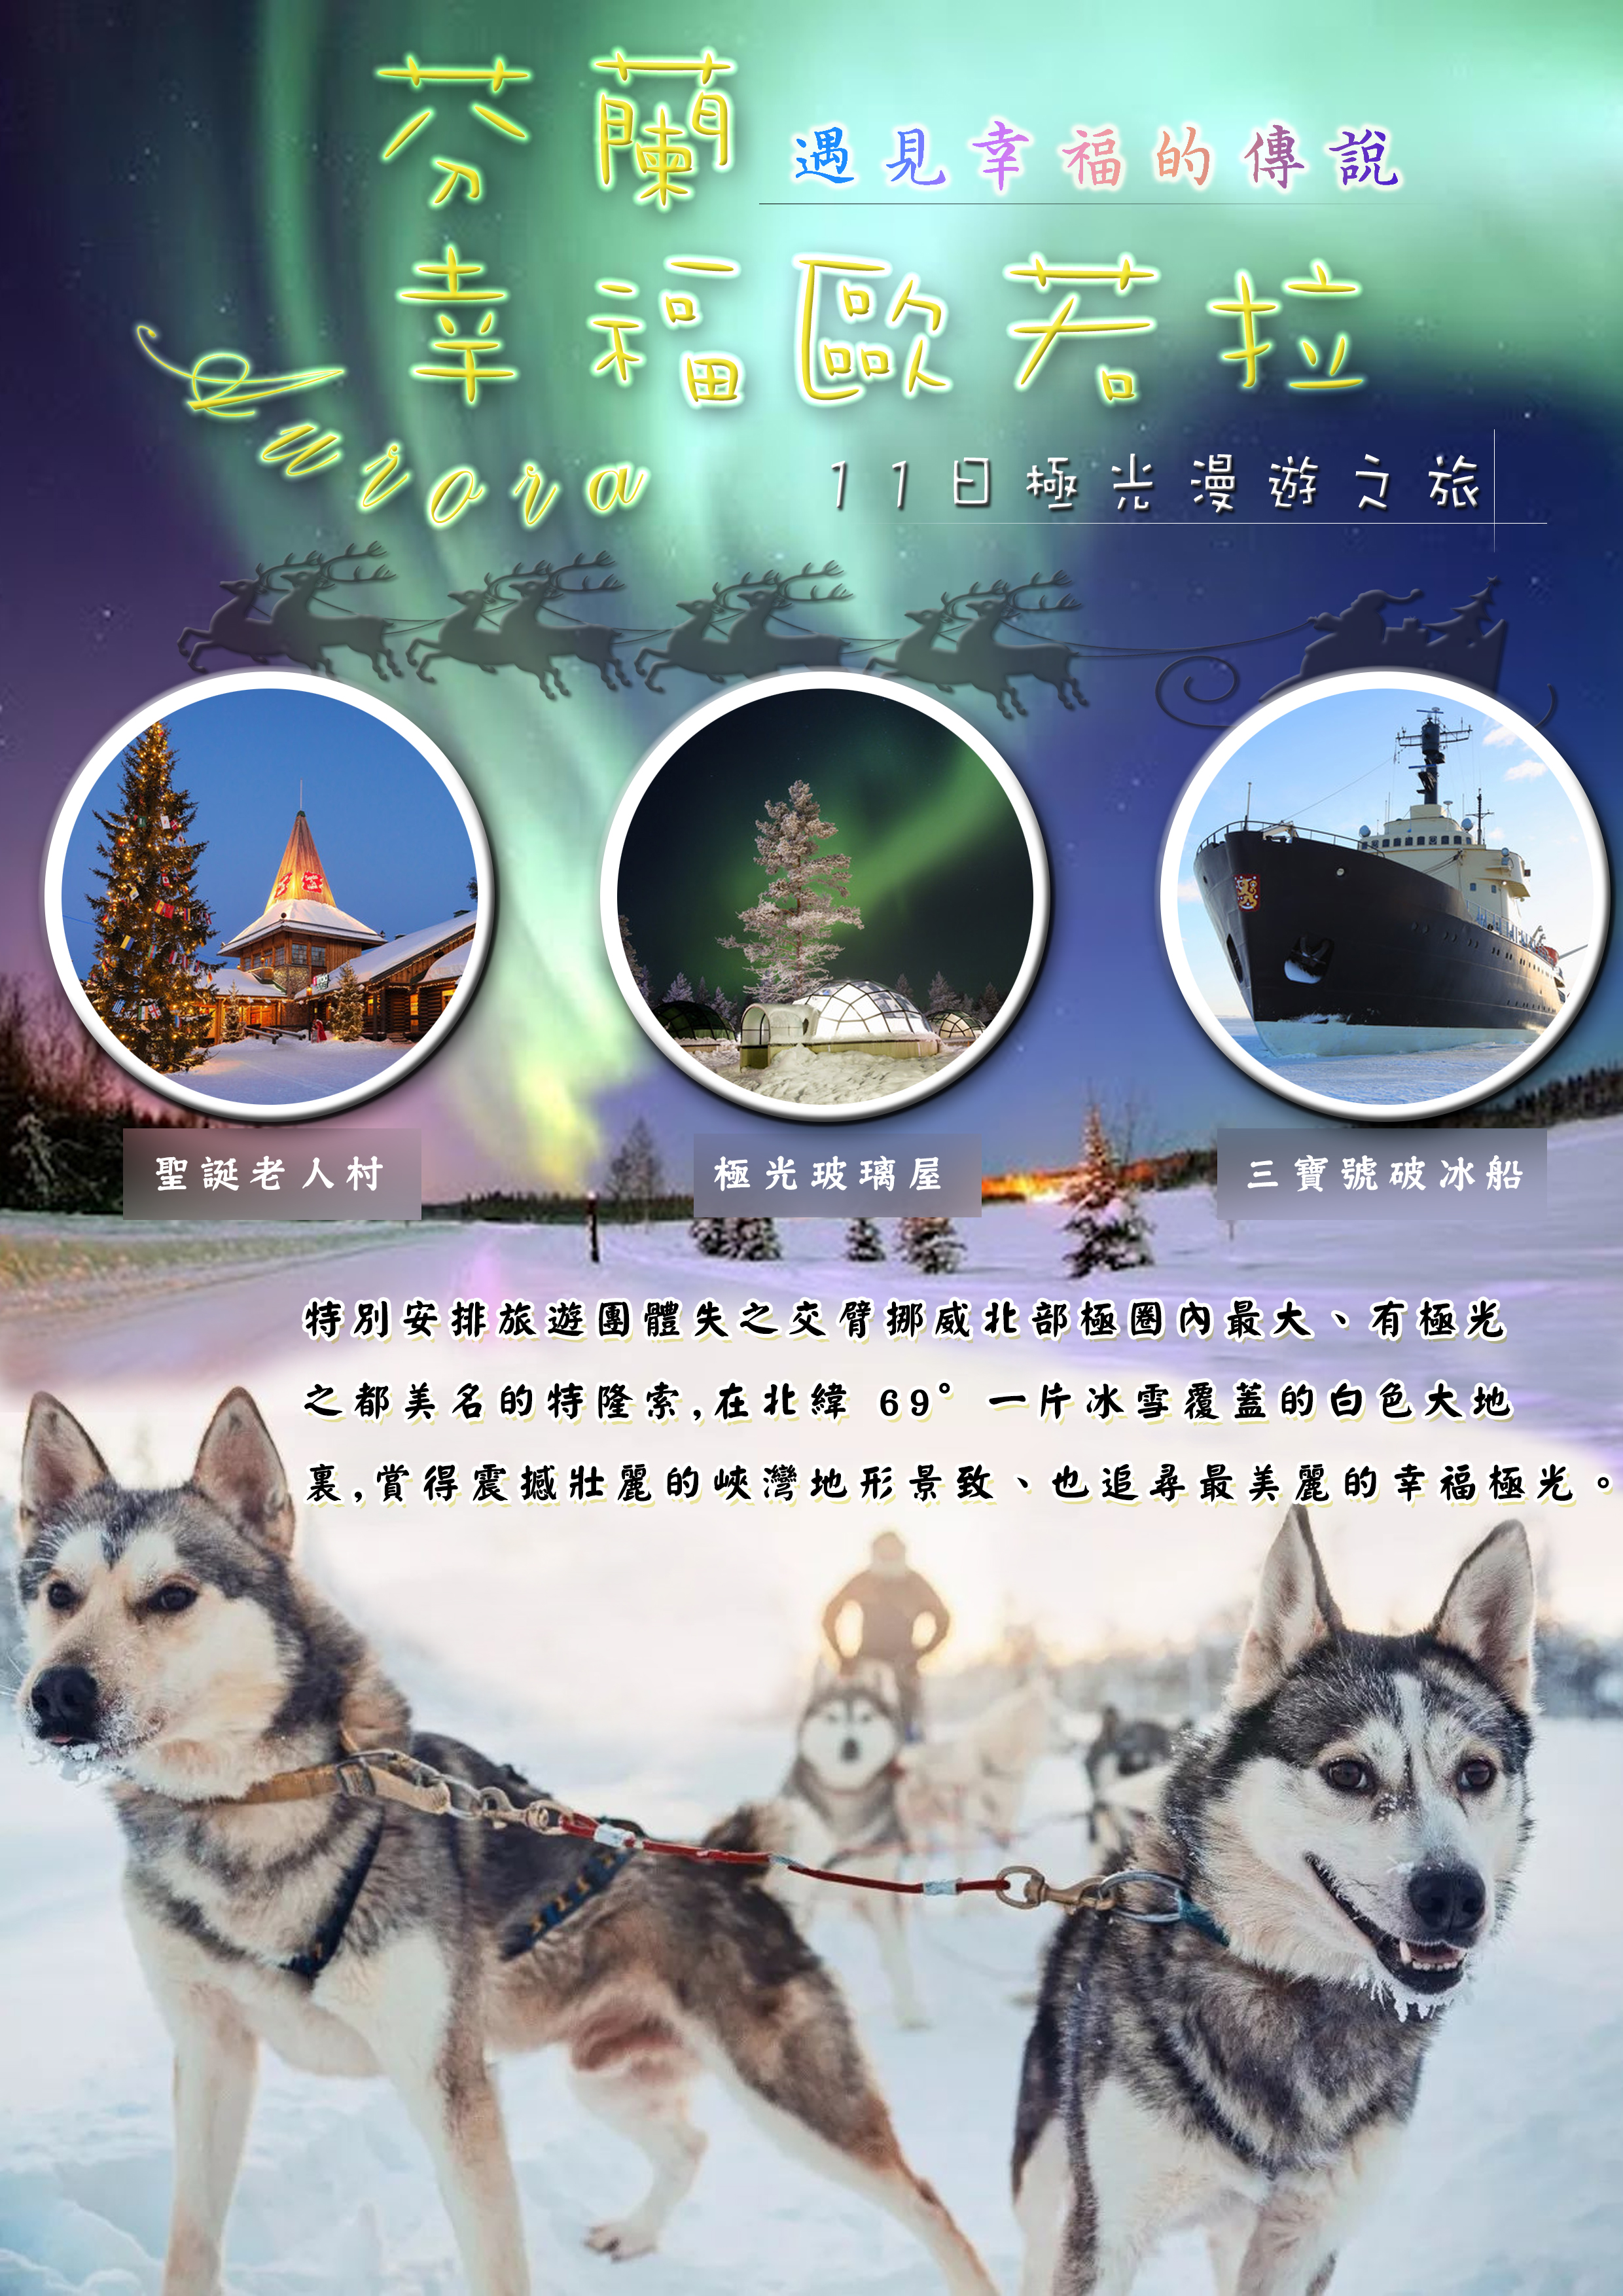 芬蘭 遇見幸福的傳說
幸福歐若拉
Aurora
11日極光漫遊之旅
聖誕老人村
極光玻璃屋
三寶號破冰船
特別安排旅遊團體失之交臂挪威北部極圈內最大、有極光
之都美名的特隆索,在北緯 69°一片冰雪覆蓋的白色大地
裏,賞得震撼壯麗的峽灣地形景致、也追尋最美麗的幸福極光。